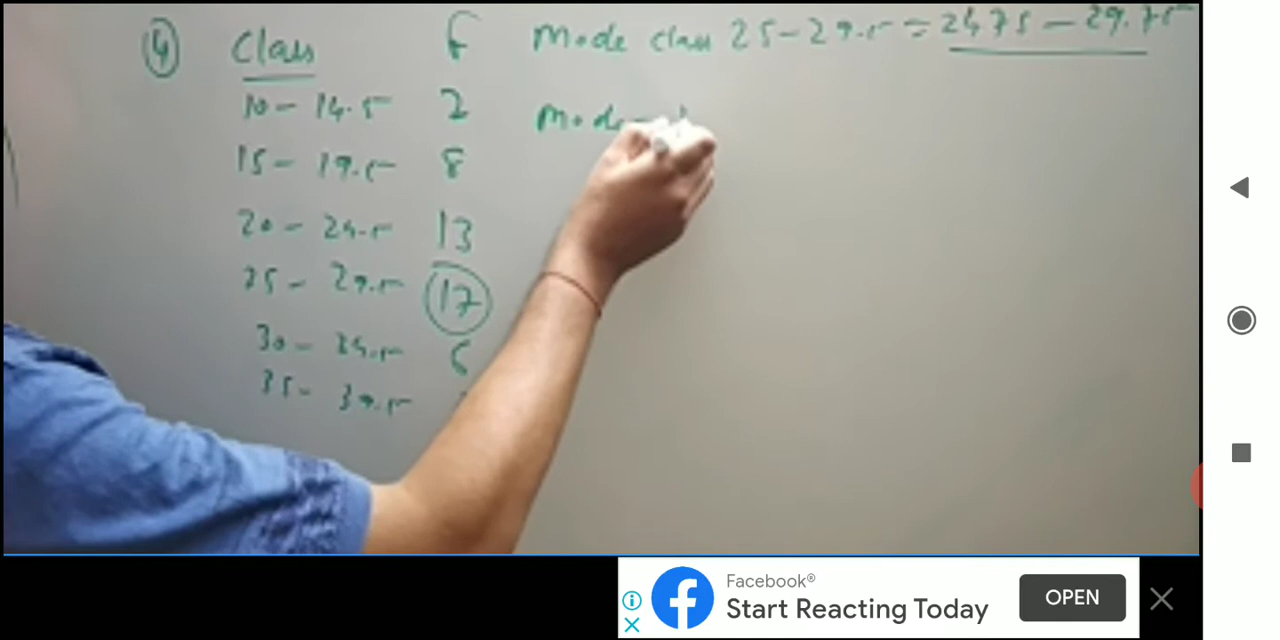 ④ Class f Mode class 25 - 29.5 = 24.75 - 29.75
10 - 14.5 2 Mode =
15 - 19.5 8
20 - 24.5 13
25 - 29.5 17
30 - 34.5 6
35 - 39.5
Facebook®
Start Reacting Today
OPEN